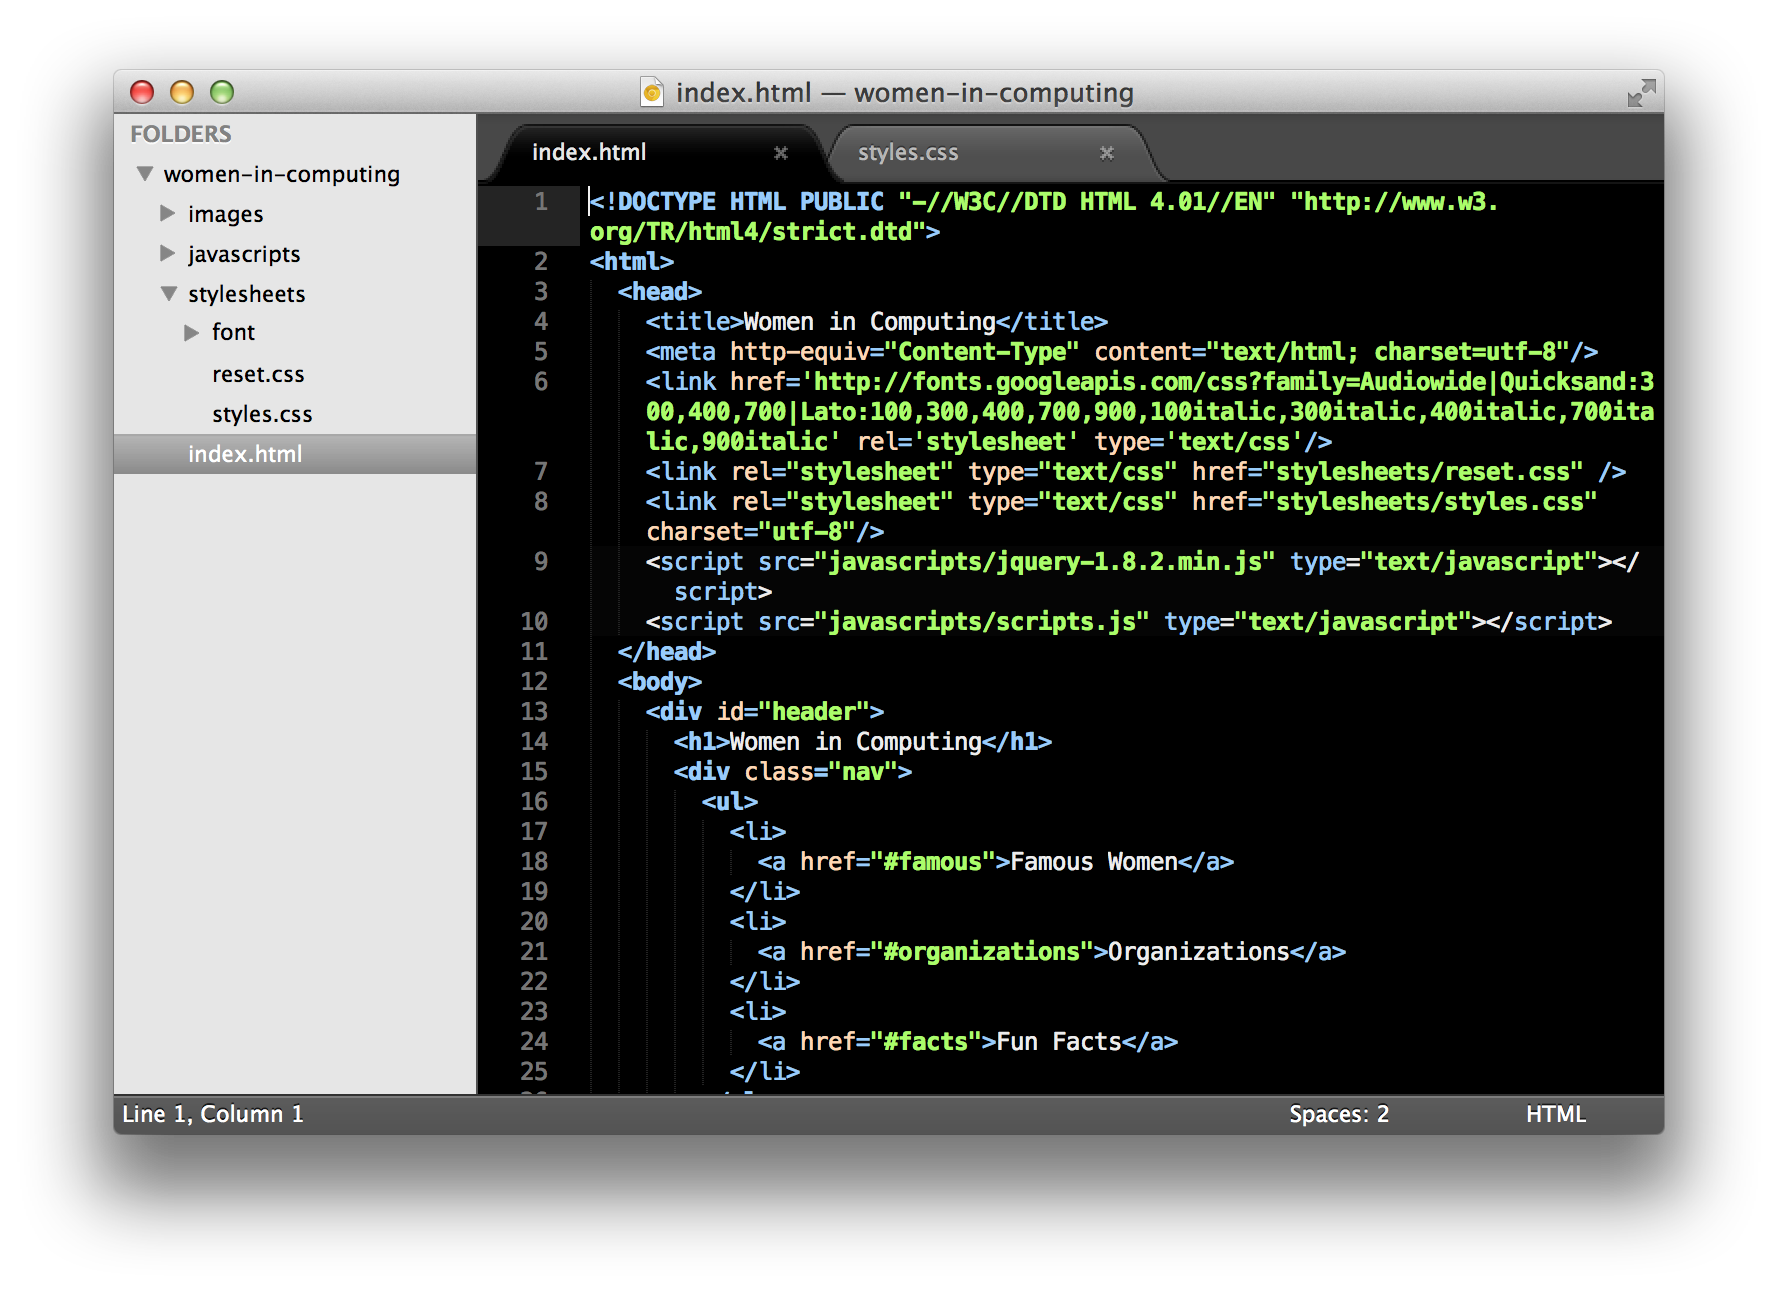 index.html — women-in-computing
FOLDERS
women-in-computing
images
javascripts
stylesheets
font
reset.css
styles.css
index.html
index.html × styles.css ×
1 <!DOCTYPE HTML PUBLIC "-//W3C//DTD HTML 4.01//EN" "http://www.w3.
org/TR/html4/strict.dtd">
2 <html>
3 <head>
4 <title>Women in Computing</title>
5 <meta http-equiv="Content-Type" content="text/html; charset=utf-8"/>
6 <link href='http://fonts.googleapis.com/css?family=Audiowide|Quicksand:3
00,400,700|Lato:100,300,400,700,900,100italic,300italic,400italic,700ita
lic,900italic' rel='stylesheet' type='text/css'/>
7 <link rel="stylesheet" type="text/css" href="stylesheets/reset.css" />
8 <link rel="stylesheet" type="text/css" href="stylesheets/styles.css"
charset="utf-8"/>
9 <script src="javascripts/jquery-1.8.2.min.js" type="text/javascript"></
script>
10 <script src="javascripts/scripts.js" type="text/javascript"></script>
11 </head>
12 <body>
13 <div id="header">
14 <h1>Women in Computing</h1>
15 <div class="nav">
16 <ul>
17 <li>
18 <a href="#famous">Famous Women</a>
19 </li>
20 <li>
21 <a href="#organizations">Organizations</a>
22 </li>
23 <li>
24 <a href="#facts">Fun Facts</a>
25 </li>
Line 1, Column 1 Spaces: 2 HTML